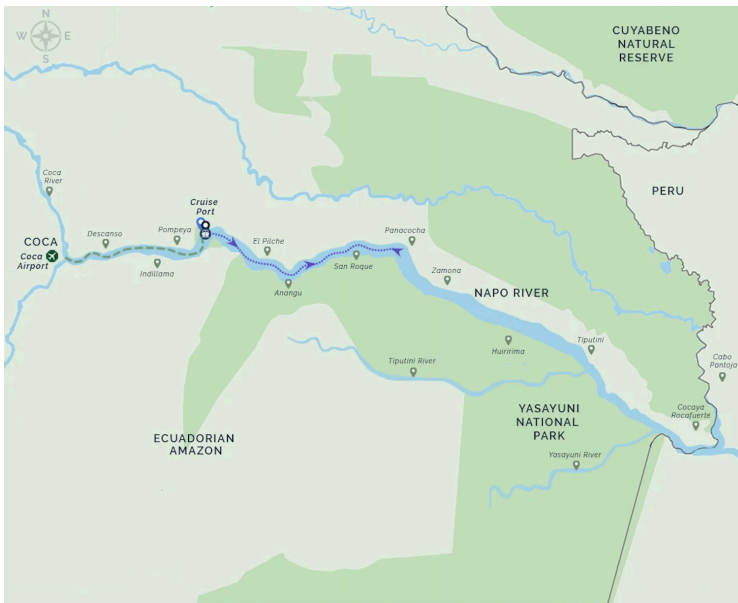 N
W E
S
CUYABENO
NATURAL
RESERVE
PERU
Coca
River
Cruise
Port
COCA
Coca
Airport
Descanso
Pompeya
Indillama
El Pilche
Anangu
San Roque
Panacocha
Zamona
NAPO RIVER
Huiririma
Tiputini
Tiputini River
Cabo
Pantoja
Cocaya
Rocafuerte
YASAYUNI
NATIONAL
PARK
ECUADORIAN
AMAZON
Yasayuni River